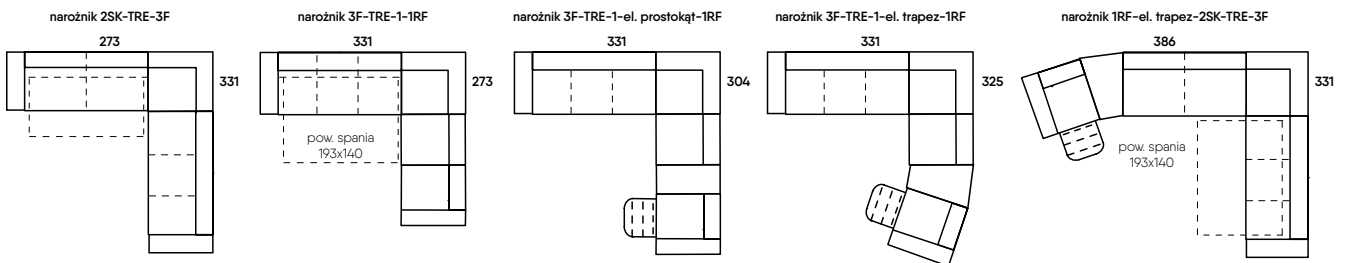 narożnik 2SK-TRE-3F
273
331
narożnik 3F-TRE-1-1RF
331
273
pow. spania
193x140
narożnik 3F-TRE-1-el. prostokąt-1RF
331
304
narożnik 3F-TRE-1-el. trapez-1RF
331
325
narożnik 1RF-el. trapez-2SK-TRE-3F
386
331
pow. spania
193x140